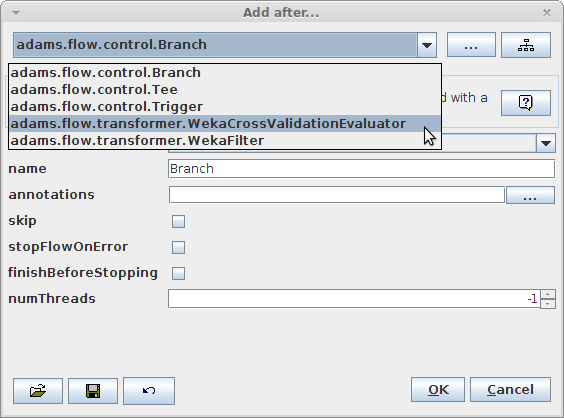 Add after...
adams.flow.control.Branch
...
adams.flow.control.Branch
adams.flow.control.Tee
adams.flow.control.Trigger
with a
?
adams.flow.transformer.WekaCrossValidationEvaluator
adams.flow.transformer.WekaFilter
name
Branch
annotations
...
skip
stopFlowOnError
finishBeforeStopping
numThreads
-1
OK
Cancel